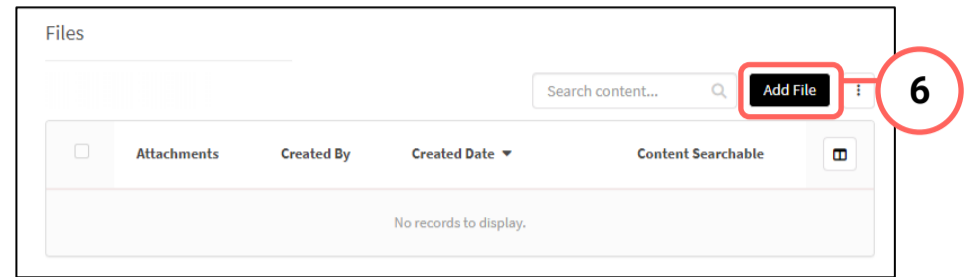 Files
Search content... Add File
6
Attachments Created By Created Date Content Searchable
No records to display.